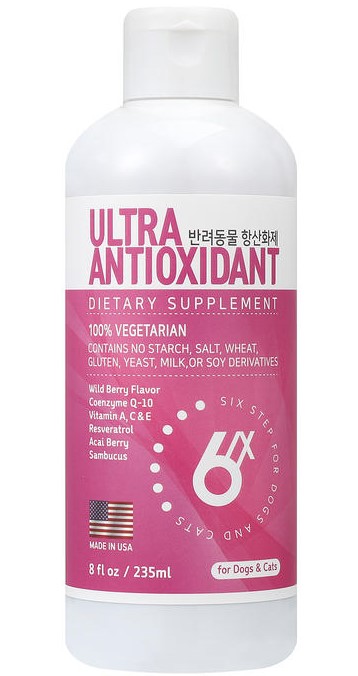 ULTRA 반려동물 항산화제
ANTIOXIDANT
DIETARY SUPPLEMENT
100% VEGETARIAN
CONTAINS NO STARCH, SALT, WHEAT,
GLUTEN, YEAST, MILK,OR SOY DERIVATIVES
Wild Berry Flavor
Coenzyme Q-10
Vitamin A, C & E
Resveratrol
Acai Berry
Sambucus
SIX STEP FOR DOGS AND CATS
6IX
MADE IN USA
8 fl oz / 235ml
for Dogs & Cats